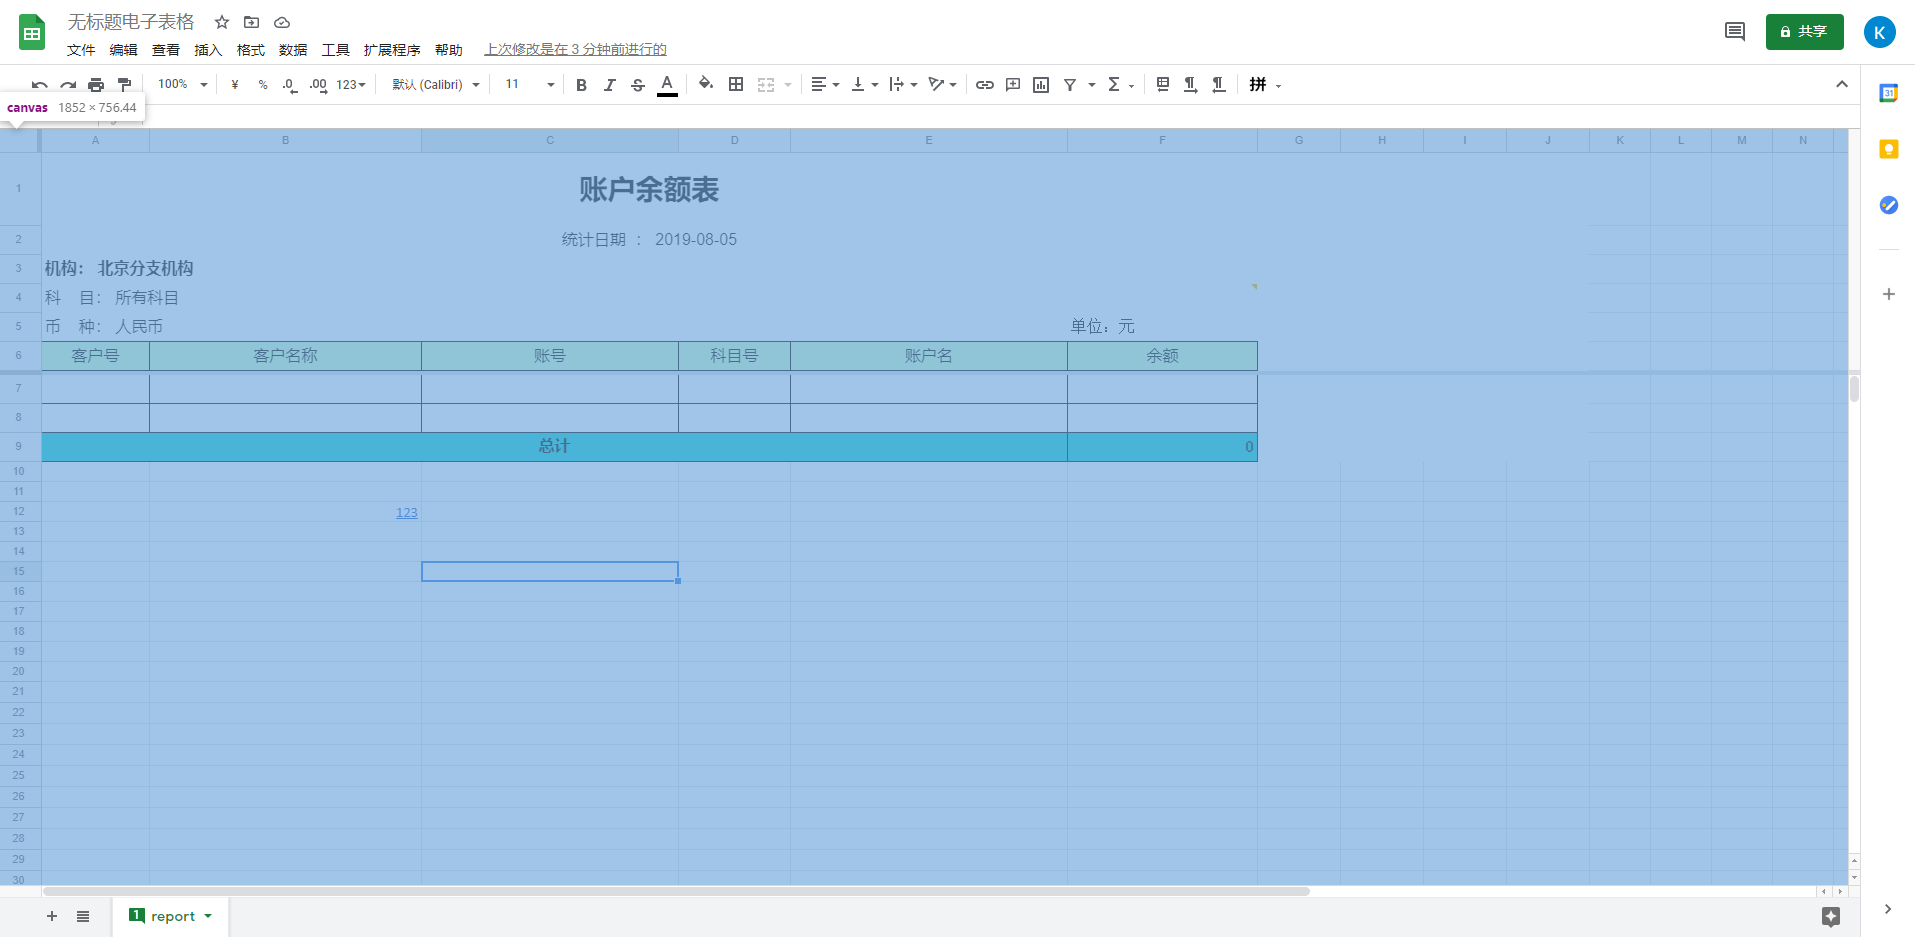 无标题电子表格
文件 编辑 查看 插入 格式 数据 工具 扩展程序 帮助 上次修改是在 3 分钟前进行的
共享
K
100% ¥ % .0 .00 123 默认 (Calibri) 11 B I S A 拼
canvas 1852 × 756.44
31
A B C D E F G H I J K L M N
1 账户余额表
2 统计日期 : 2019-08-05
3 机构: 北京分支机构
4 科 目: 所有科目
5 币 种: 人民币 单位: 元
6 客户号 客户名称 账号 科目号 账户名 余额
7
8
9 总计 0
10
11
12 123
13
14
15
16
17
18
19
20
21
22
23
24
25
26
27
28
29
30
1 report